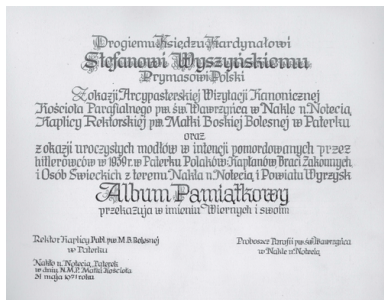 Drogiemu Księdzu Kardynałowi
Stefanowi Wyszyńskiemu
Prymasowi Polski
Z okazji Arcypasterskiej Wizytacji Kanonicznej
Kościoła Parafialnego pw. św. Wawrzyńca w Nakle n. Notecią
Kaplicy Rektorskiej pw. Matki Boskiej Bolesnej w Paterku
oraz
z okazji uroczystych modłów w intencji pomordowanych przez
hitlerowców w 1939 r. w Paterku Polaków Kapłanów Braci Zakonnych
i Osób Świeckich z terenu Nakła n. Notecią i Powiatu Wyrzysk
Album Pamiątkowy
przekazują w imieniu Wiernych i swoim
Rektor Kaplicy Publ. pw. M. B. Bolesnej
w Paterku
Proboszcz Parafii pw. św. Wawrzyńca
w Nakle n. Notecią
Nakło n. Notecią, Paterek
w dniu N.M.P. Matki Kościoła
31 maja 1971 roku